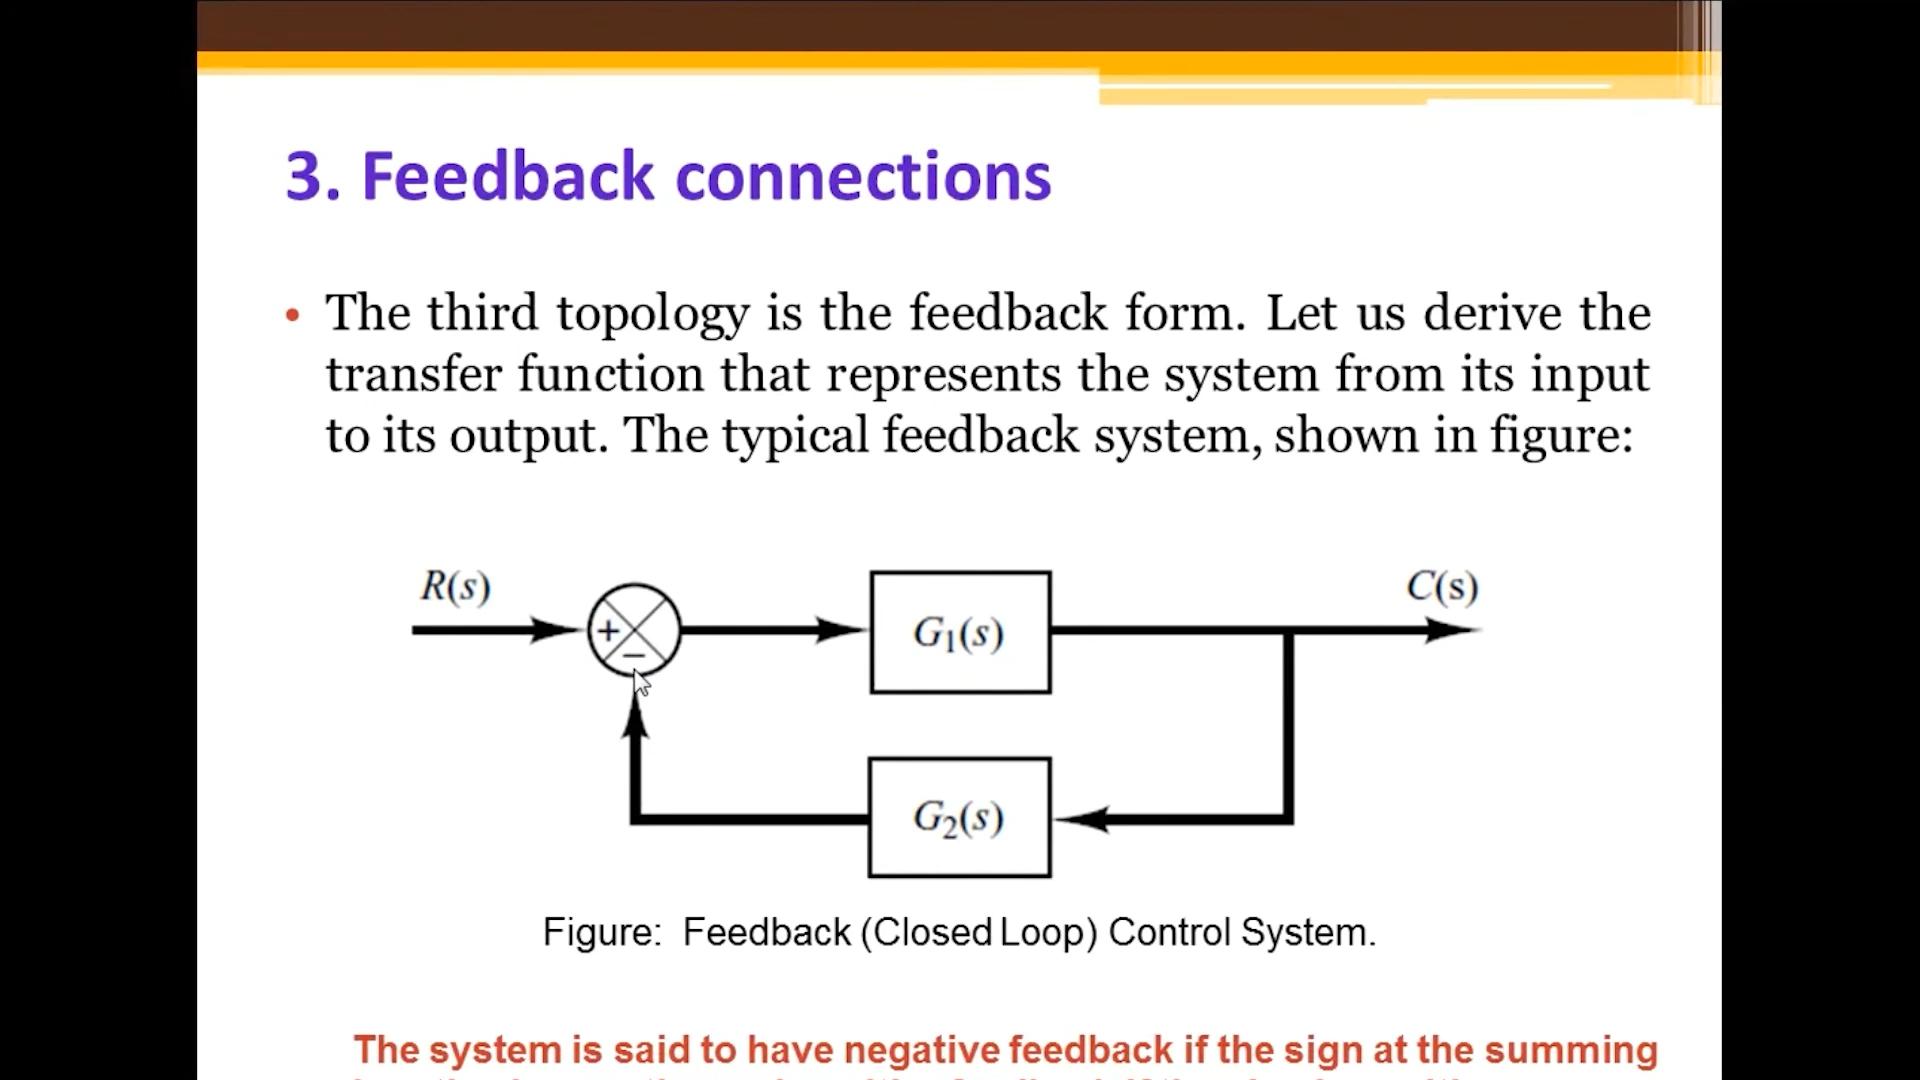 3. Feedback connections
• The third topology is the feedback form. Let us derive the
transfer function that represents the system from its input
to its output. The typical feedback system, shown in figure:
R(s)
C(s)
+
G₁(s)
−
G₂(s)
Figure: Feedback (Closed Loop) Control System.
The system is said to have negative feedback if the sign at the summing